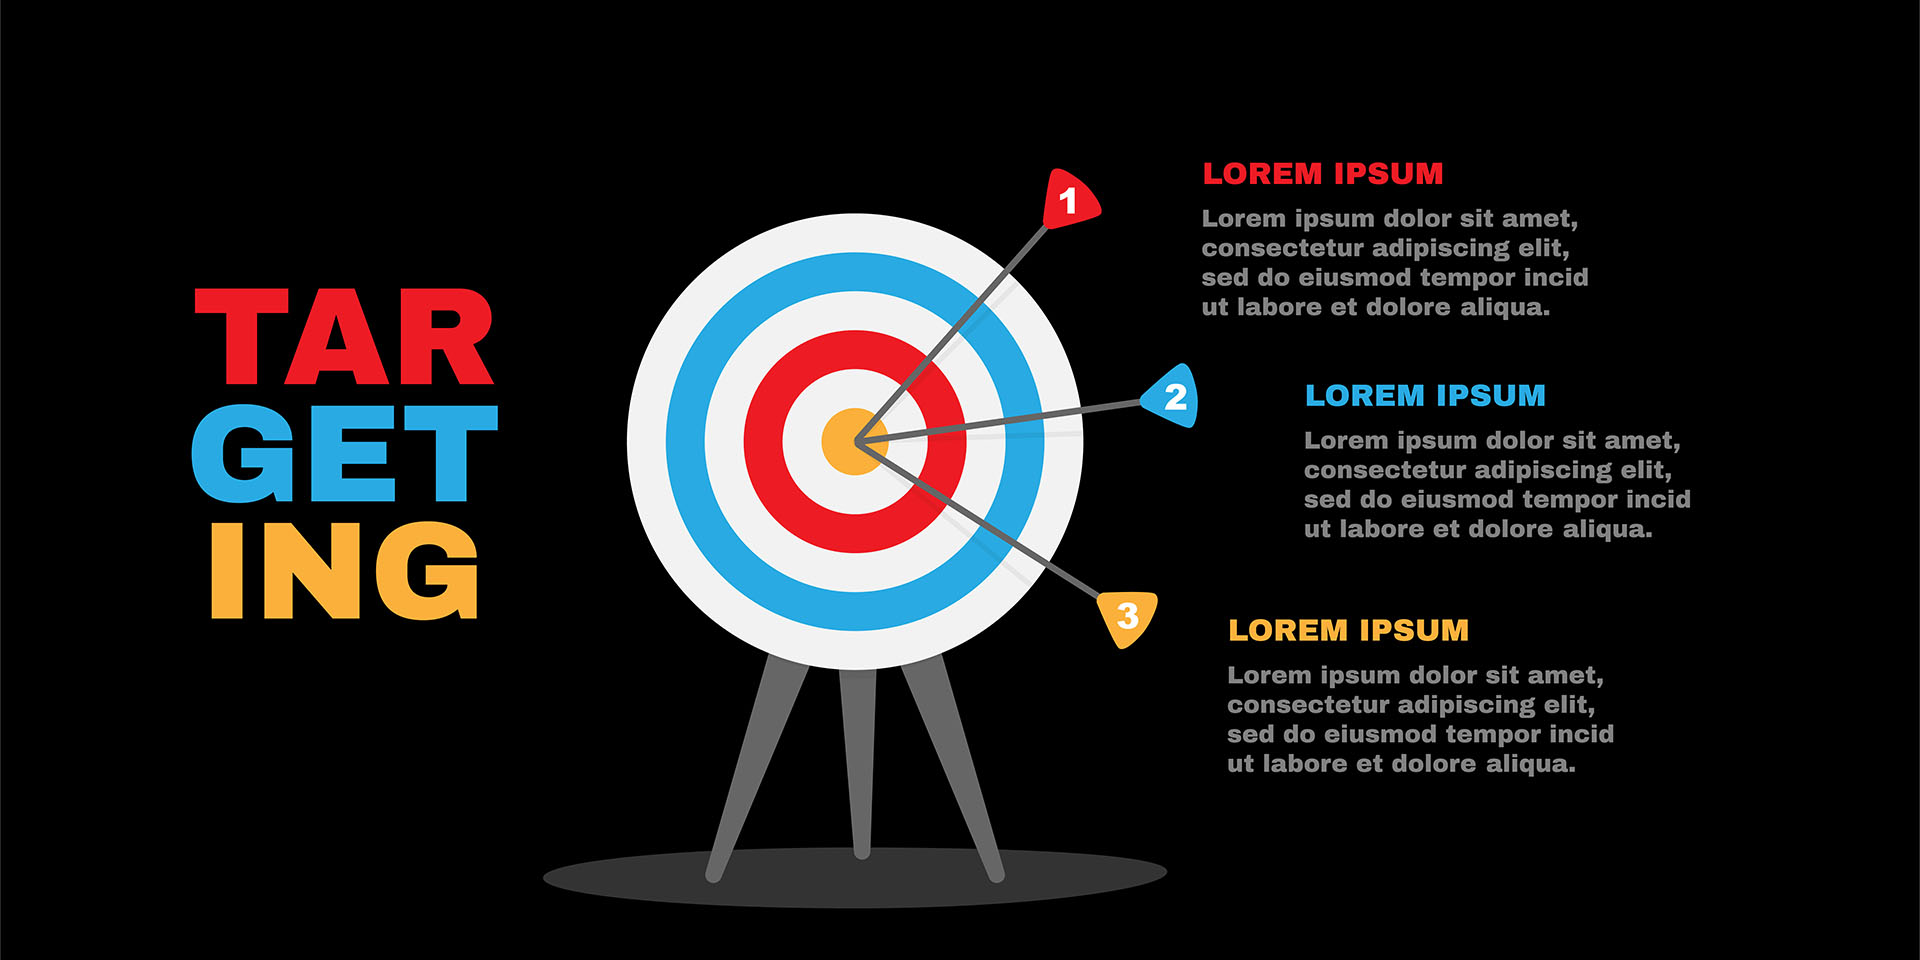 TAR
GET
ING
1
LOREM IPSUM
Lorem ipsum dolor sit amet,
consectetur adipiscing elit,
sed do eiusmod tempor incid
ut labore et dolore aliqua.
2
LOREM IPSUM
Lorem ipsum dolor sit amet,
consectetur adipiscing elit,
sed do eiusmod tempor incid
ut labore et dolore aliqua.
3
LOREM IPSUM
Lorem ipsum dolor sit amet,
consectetur adipiscing elit,
sed do eiusmod tempor incid
ut labore et dolore aliqua.